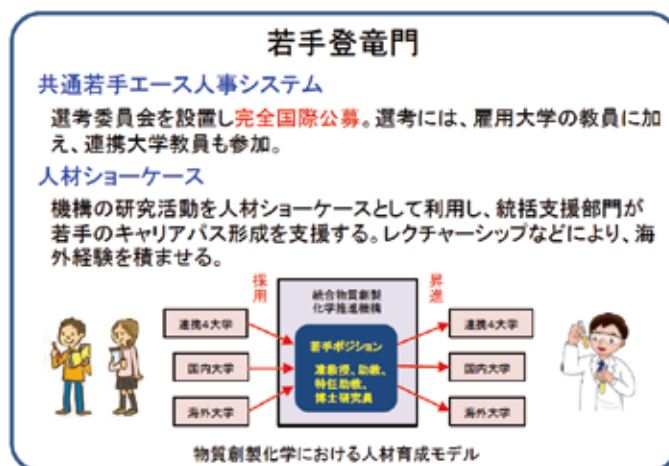 若手登竜門
共通若手エース人事システム
選考委員会を設置し完全国際公募。選考には、雇用大学の教員に加
え、連携大学教員も参加。
人材ショーケース
機構の研究活動を人材ショーケースとして利用し、統括支援部門が
若手のキャリアパス形成を支援する。レクチャーシップなどにより、海
外経験を積ませる。
採用
統合物質創製
化学推進機構
昇進
連携4大学
国内大学
海外大学
若手ポジション
准教授、助教、
特任助教、
博士研究員
連携4大学
国内大学
海外大学
物質創製化学における人材育成モデル